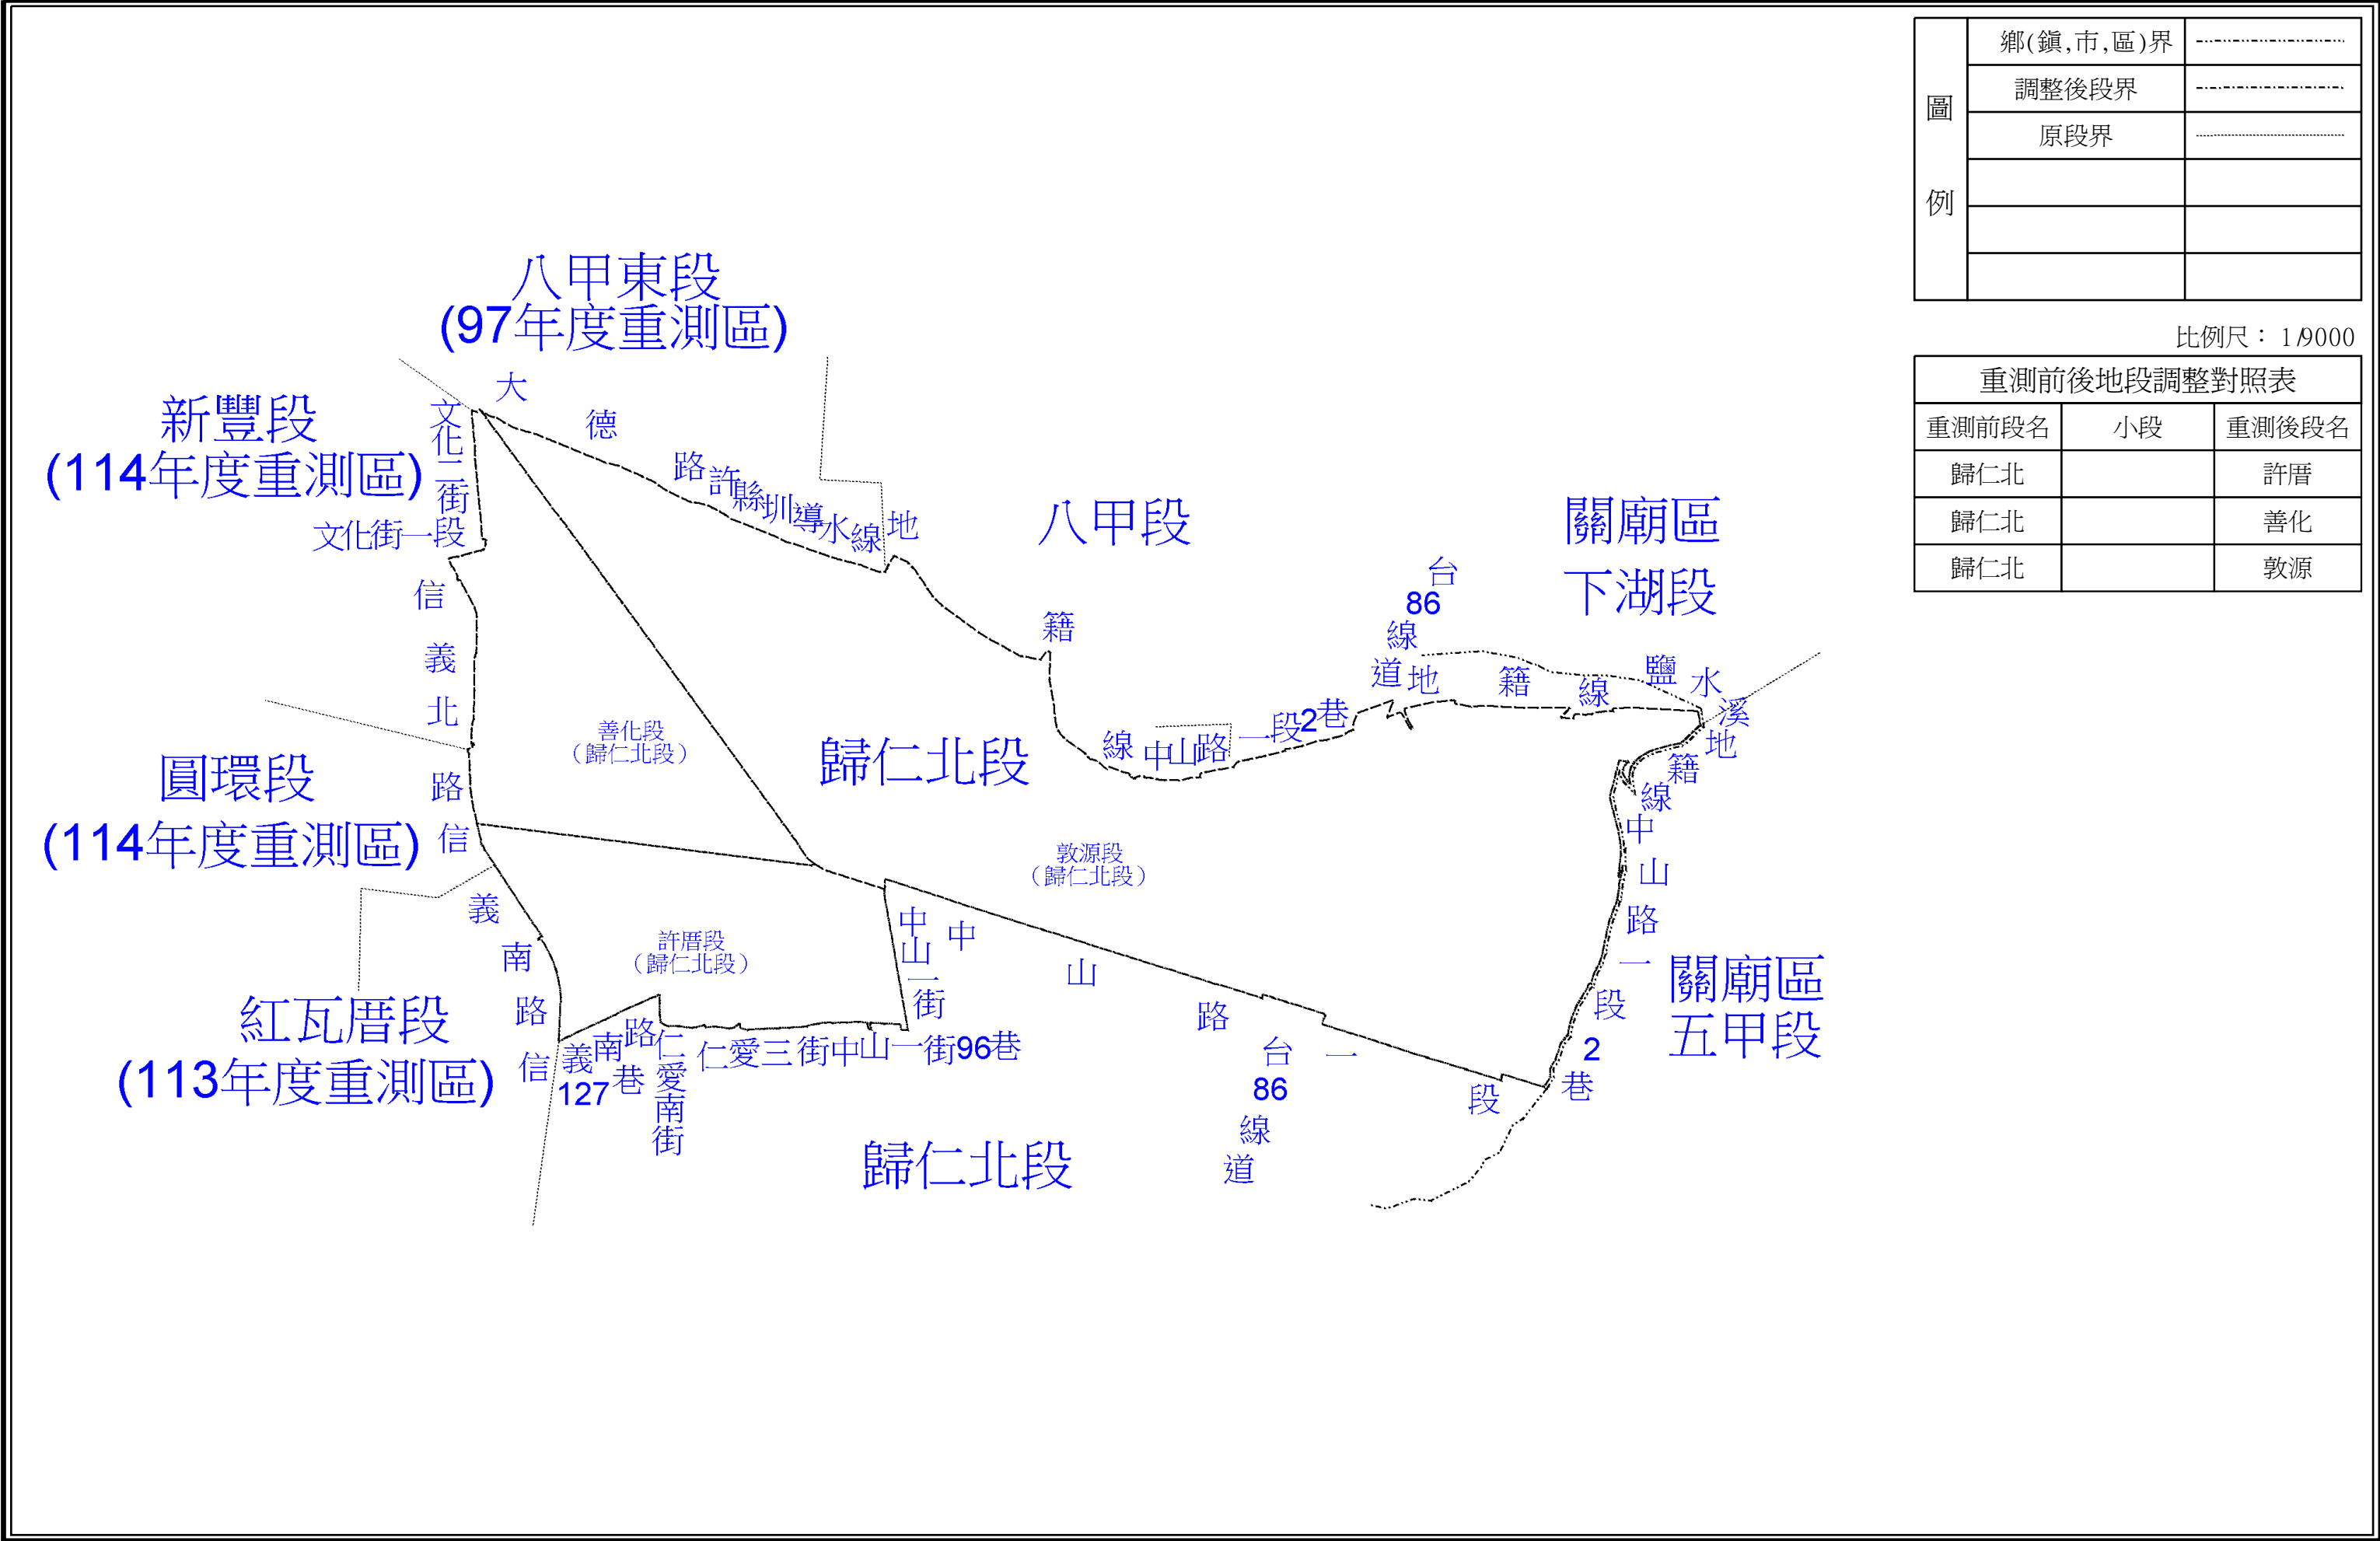 圖例
鄉(鎮,市,區)界
調整後段界
原段界
比例尺： 1/9000
重測前後地段調整對照表
重測前段名 小段 重測後段名
歸仁北 許厝
歸仁北 善化
歸仁北 敦源
八甲東段
(97年度重測區)
新豐段
(114年度重測區)
文化二街
文化街一段
大德路許縣圳導水線地籍線中山路一段2巷
八甲段
關廟區
下湖段
台86線道地籍線
鹽水溪地籍線中山路一段2巷
信義北路
善化段
（歸仁北段）
歸仁北段
圓環段
(114年度重測區)
信義南路
敦源段
（歸仁北段）
許厝段
（歸仁北段）
中山一街
中山路一段
關廟區
五甲段
紅瓦厝段
(113年度重測區)
信義南路
127巷
仁愛南街
仁愛三街中山一街96巷
台86線道
歸仁北段